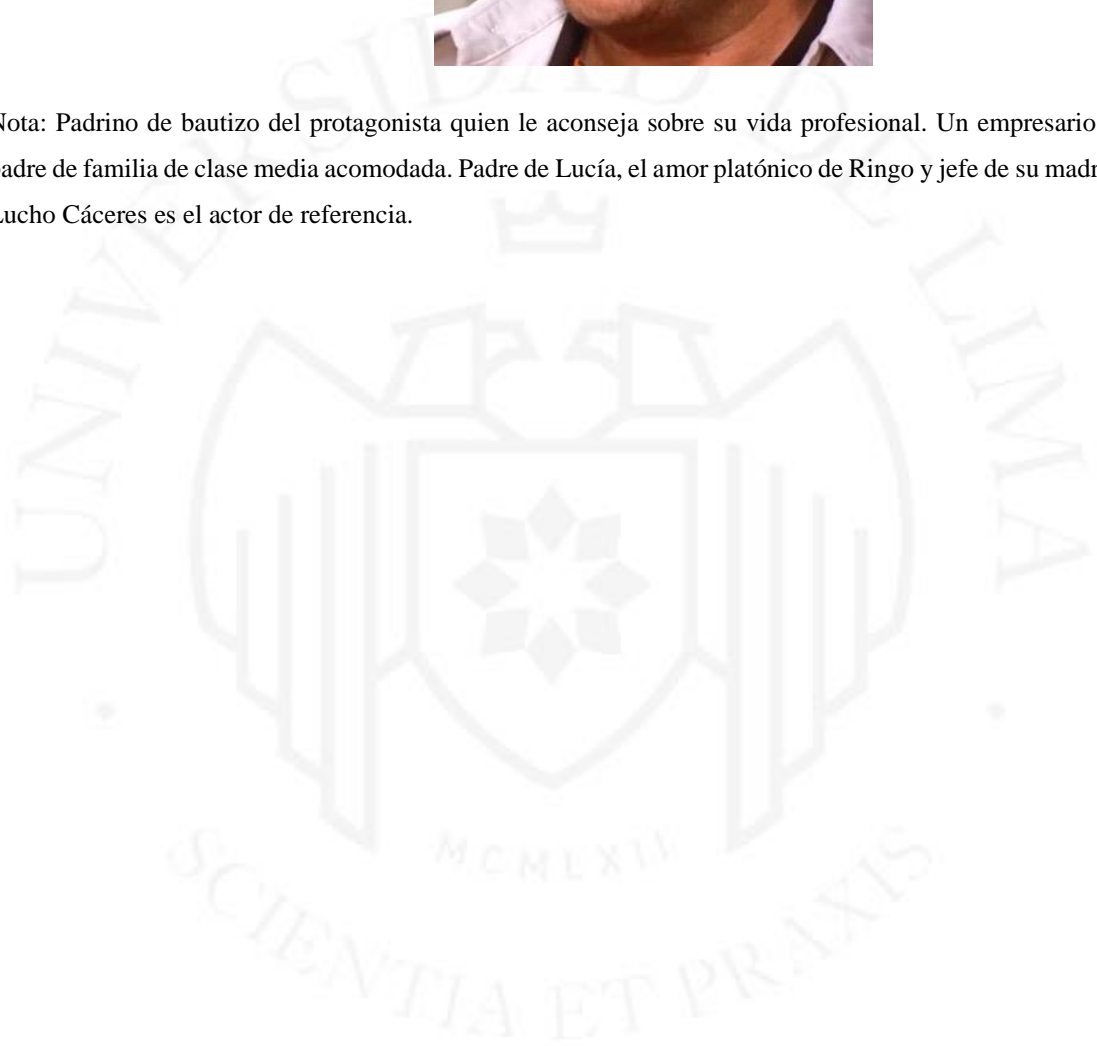 Nota: Padrino de bautizo del protagonista quien le aconseja sobre su vida profesional. Un empresario
padre de familia de clase media acomodada. Padre de Lucía, el amor platónico de Ringo y jefe de su madr
Lucho Cáceres es el actor de referencia.
UNIVERSIDAD DE LIMA
MCMLXII
SCIENTIA ET PRAXIS